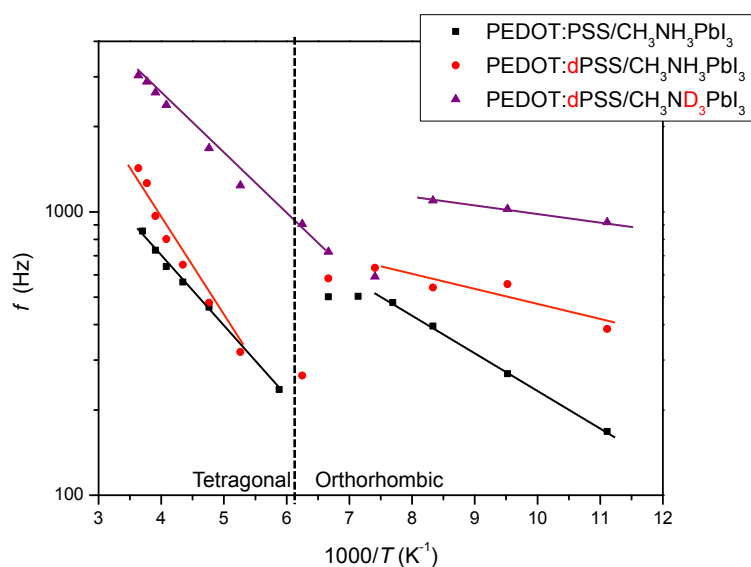 PEDOT:PSS/CH₃NH₃PbI₃
PEDOT:dPSS/CH₃NH₃PbI₃
PEDOT:dPSS/CH₃ND₃PbI₃
1000
f (Hz)
Tetragonal Orthorhombic
100
3 4 5 6 7 8 9 10 11 12
1000/T (K⁻¹)